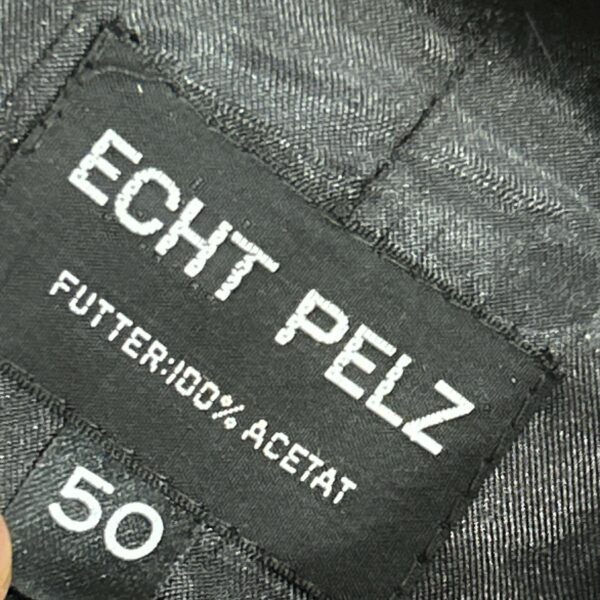 ECHT PELZ
FUTTER:100% ACETAT
50